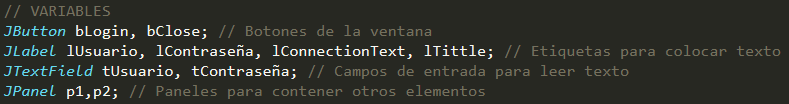 // VARIABLES
JButton bLogin, bClose; // Botones de la ventana
JLabel lUsuario, lContraseña, lConnectionText, lTittle; // Etiquetas para colocar texto
JTextField tUsuario, tContraseña; // Campos de entrada para leer texto
JPanel p1,p2; // Paneles para contener otros elementos